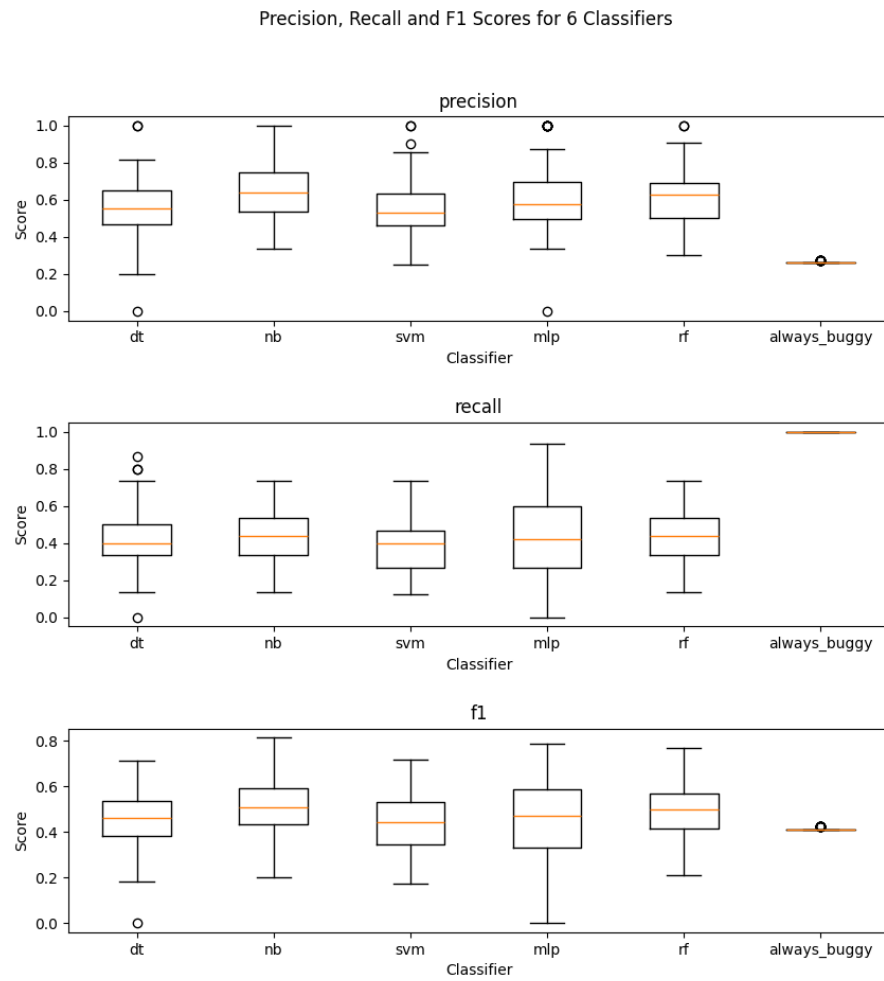 Precision, Recall and F1 Scores for 6 Classifiers
precision
1.0
0.8
0.6
0.4
0.2
0.0
Score
dt nb svm mlp rf always_buggy
Classifier
recall
1.0
0.8
0.6
0.4
0.2
0.0
Score
dt nb svm mlp rf always_buggy
Classifier
f1
0.8
0.6
0.4
0.2
0.0
Score
dt nb svm mlp rf always_buggy
Classifier